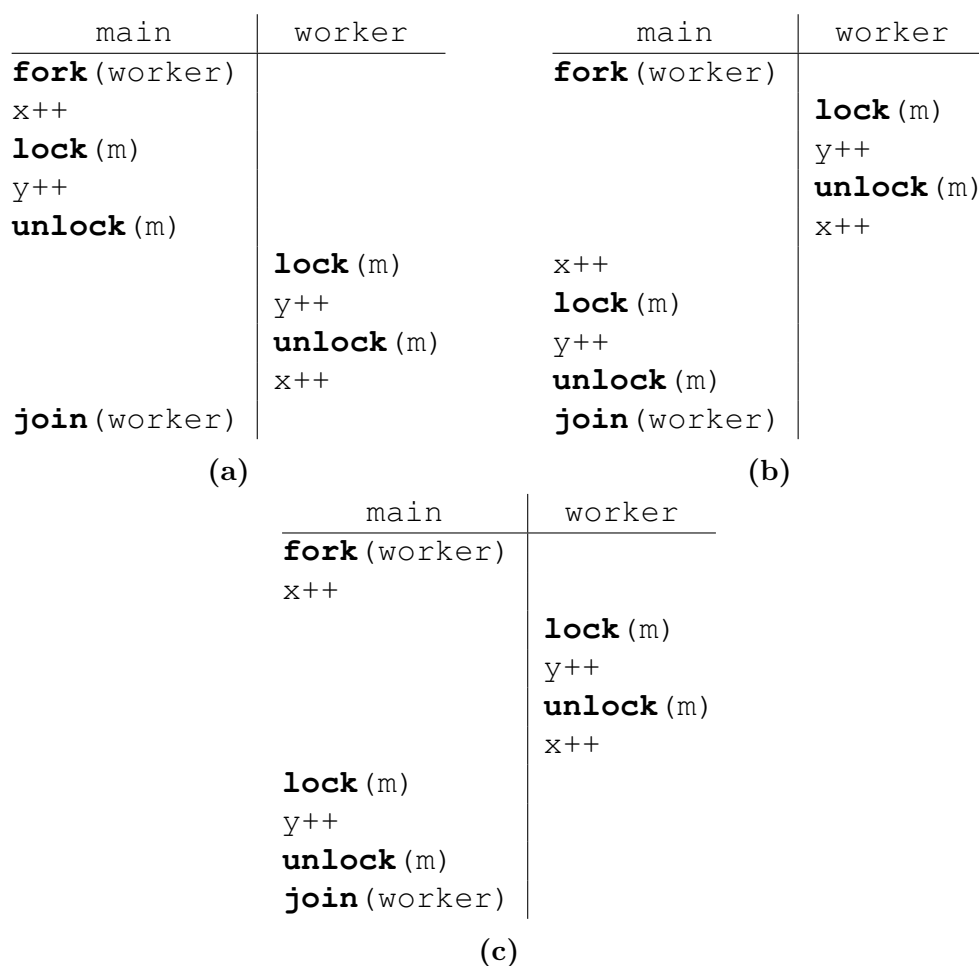 main worker
fork(worker)
x++
lock(m)
y++
unlock(m)
lock(m)
y++
unlock(m)
x++
join(worker)
(a)
main worker
fork(worker)
lock(m)
y++
unlock(m)
x++
x++
lock(m)
y++
unlock(m)
join(worker)
(b)
main worker
fork(worker)
x++
lock(m)
y++
unlock(m)
x++
lock(m)
y++
unlock(m)
join(worker)
(c)